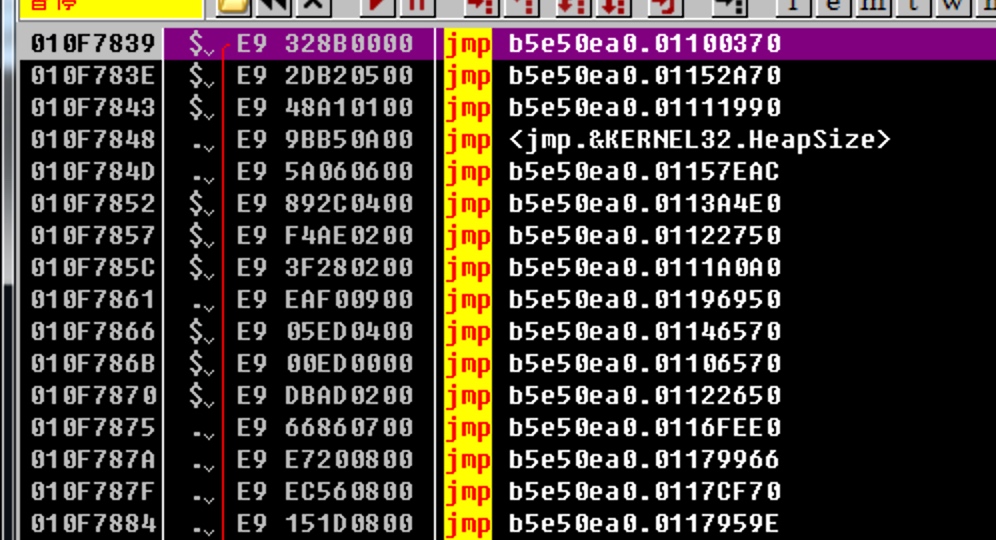 暂停 l e m t w
010F7839 $ E9 328B0000 jmp b5e50ea0.01100370
010F783E $ E9 2DB20500 jmp b5e50ea0.01152A70
010F7843 $ E9 48A10100 jmp b5e50ea0.01111990
010F7848 . E9 9BB50A00 jmp <jmp.&KERNEL32.HeapSize>
010F784D . E9 5A060600 jmp b5e50ea0.01157EAC
010F7852 $ E9 892C0400 jmp b5e50ea0.0113A4E0
010F7857 $ E9 F4AE0200 jmp b5e50ea0.01122750
010F785C $ E9 3F280200 jmp b5e50ea0.0111A0A0
010F7861 . E9 EAF00900 jmp b5e50ea0.01196950
010F7866 $ E9 05ED0400 jmp b5e50ea0.01146570
010F786B $ E9 00ED0000 jmp b5e50ea0.01106570
010F7870 $ E9 DBAD0200 jmp b5e50ea0.01122650
010F7875 . E9 66860700 jmp b5e50ea0.0116FEE0
010F787A . E9 E7200800 jmp b5e50ea0.01179966
010F787F . E9 EC560800 jmp b5e50ea0.0117CF70
010F7884 . E9 151D0800 jmp b5e50ea0.0117959E